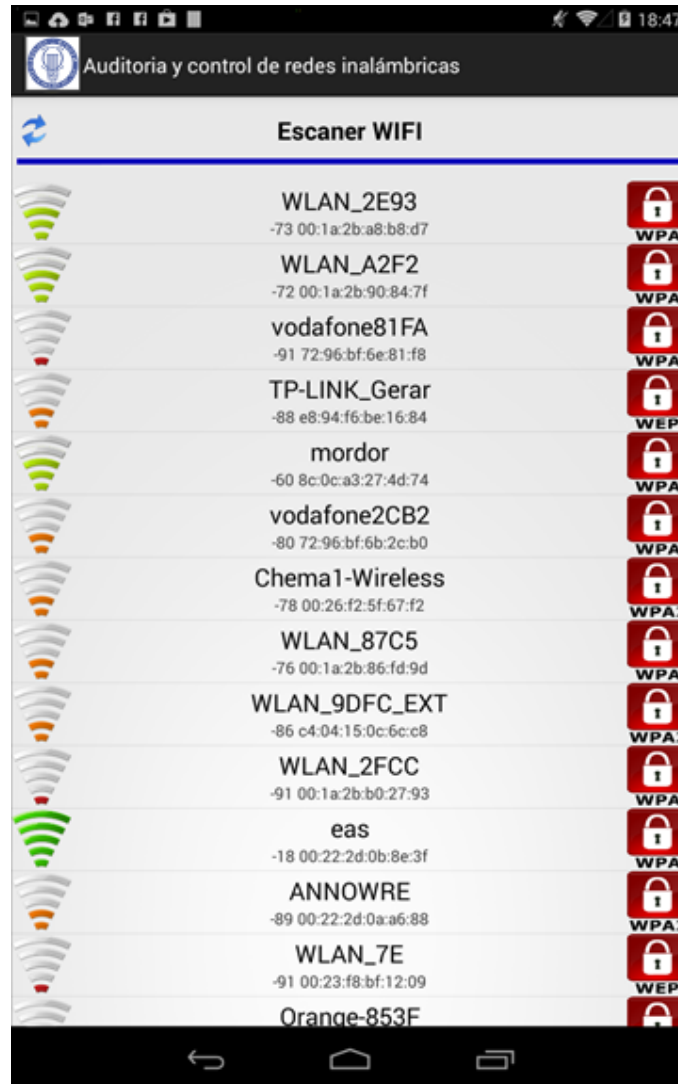 18:47
Auditoria y control de redes inalámbricas
Escaner WIFI
WLAN_2E93
-73 00:1a:2b:a8:b8:d7
WPA
WLAN_A2F2
-72 00:1a:2b:90:84:7f
WPA
vodafone81FA
-91 72:96:bf:6e:81:f8
WPA
TP-LINK_Gerar
-88 e8:94:f6:be:16:84
WEP
mordor
-60 8c:0c:a3:27:4d:74
WPA
vodafone2CB2
-80 72:96:bf:6b:2c:b0
WPA
Chema1-Wireless
-78 00:26:f2:5f:67:f2
WPA
WLAN_87C5
-76 00:1a:2b:86:fd:9d
WPA
WLAN_9DFC_EXT
-86 c4:04:15:0c:6c:c8
WPA
WLAN_2FCC
-91 00:1a:2b:b0:27:93
WPA
eas
-18 00:22:2d:0b:8e:3f
WPA
ANNOWRE
-89 00:22:2d:0a:a6:88
WPA
WLAN_7E
-91 00:23:f8:bf:12:09
WEP
Orange-853F